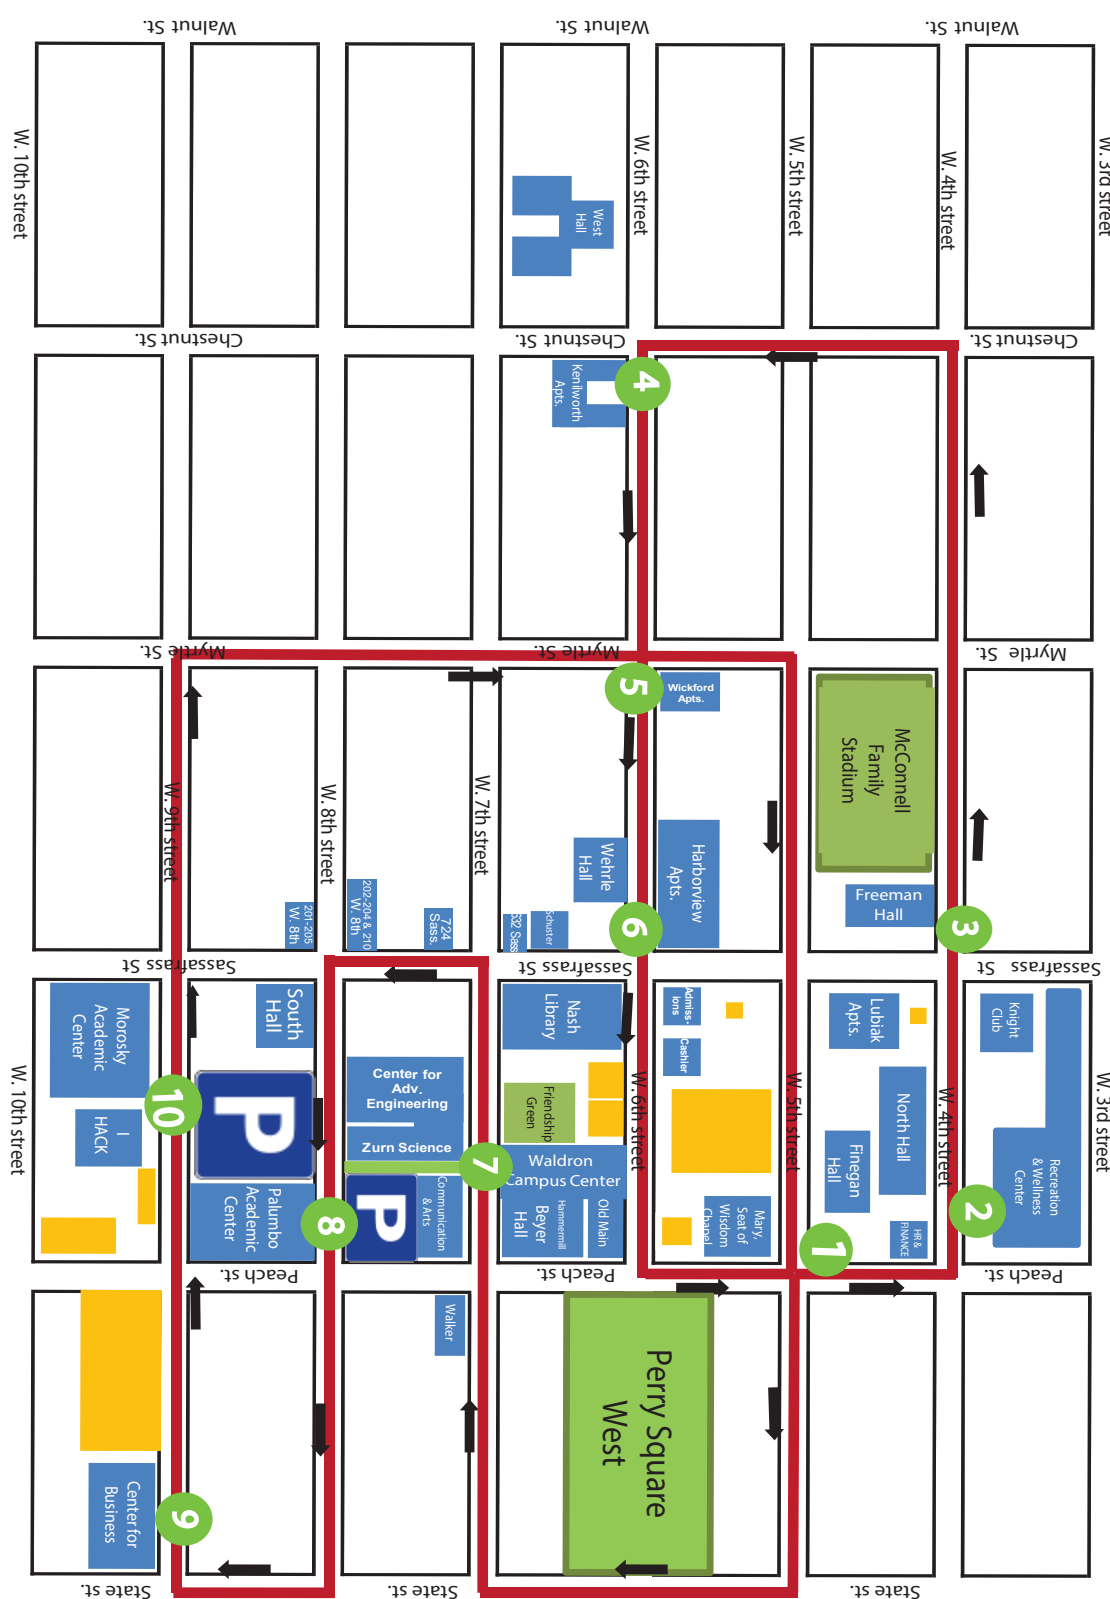 Walnut St.
Walnut St.
Walnut St.
W. 10th street
W. 6th street
W. 5th street
W. 4th street
W. 3rd street
West
Hall
Chestnut St.
Chestnut St.
Chestnut St.
4
Kenilworth
Apts.
Myrtle St.
Myrtle St.
Myrtle St.
5
Wickford
Apts.
McConnell
Family
Stadium
W. 9th street
W. 8th street
W. 7th street
Wehrle
Hall
Harborview
Apts.
Freeman
Hall
201-205
W. 8th
202-204 & 210
W. 8th
724
Sass.
632 Sass
Schuster
6
3
Sassafrass St
Sassafrass St
Sassafrass
St
Morosky
Academic
Center
South
Hall
Nash
Library
Admiss-
ions
Cashier
Lubiak
Apts.
Knight
Club
10
P
Center for
Adv.
Engineering
Zurn Science
Friendship
Green
W. 10th street
W. 6th street
W. 5th street
W. 4th street
W. 3rd street
I
HACK
7
Waldron
Campus Center
North Hall
Finegan
Hall
Recreation
& Wellness
Center
Palumbo
Academic
Center
8
P
Communication
& Arts
Beyer
Hall
Hammermill
Old Main
Mary,
Seat of
Wisdom
Chapel
1
HR &
FINANCE
2
Peach st.
Peach st.
Peach st.
Walker
Perry Square
West
Center for
Business
9
State st.
State st.
State st.